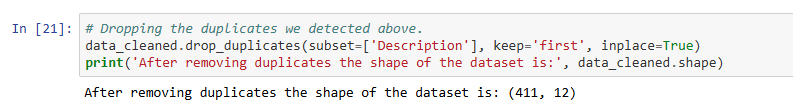 In [21]: # Dropping the duplicates we detected above.
data_cleaned.drop_duplicates(subset=['Description'], keep='first', inplace=True)
print('After removing duplicates the shape of the dataset is:', data_cleaned.shape)
After removing duplicates the shape of the dataset is: (411, 12)